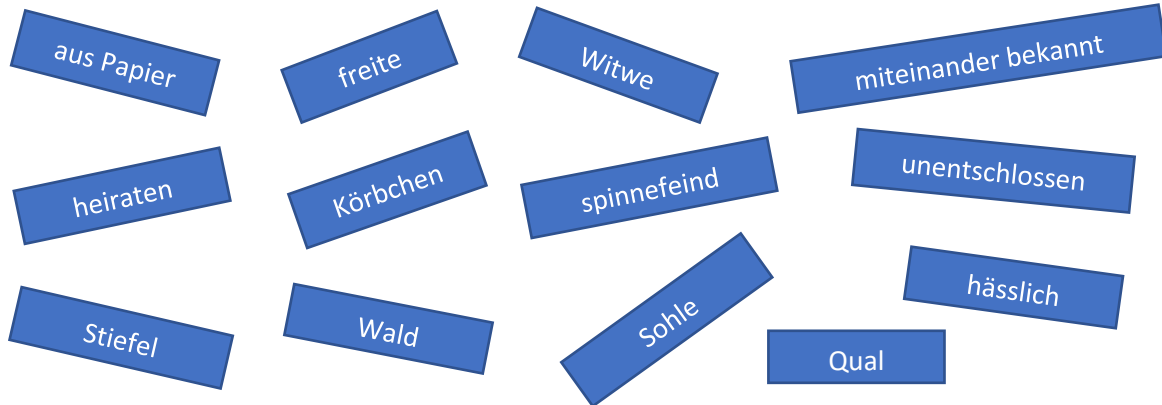 aus Papier
freite
Witwe
miteinander bekannt
heiraten
Körbchen
spinnefeind
unentschlossen
Stiefel
Wald
Sohle
hässlich
Qual